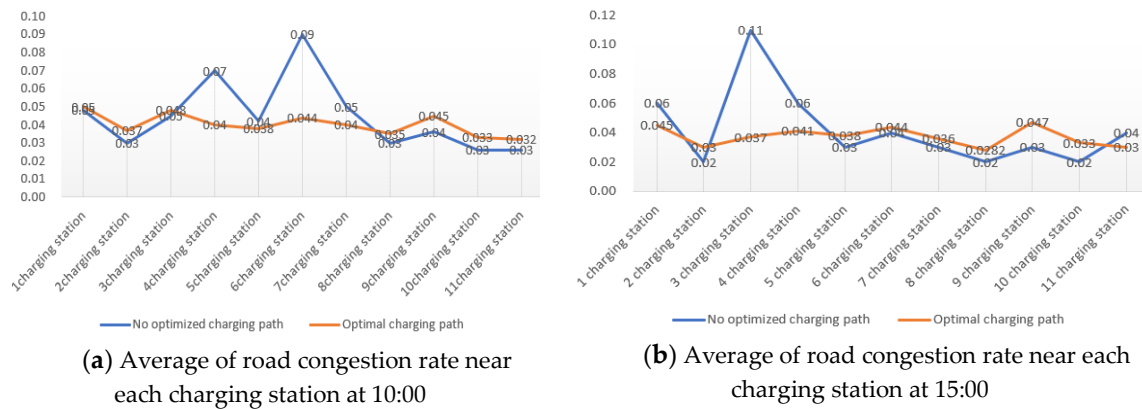 0.10
0.09
0.08
0.07
0.06
0.05
0.04
0.03
0.02
0.01
0.00
0.05
0.037
0.03
0.048
0.07
0.04
0.04
0.038
0.09
0.044
0.05
0.04
0.035
0.03
0.045
0.04
0.033
0.03
0.032
0.03
1charging station
2charging station
3charging station
4charging station
5charging station
6charging station
7charging station
8charging station
9charging station
10charging station
11charging station
No optimized charging path
Optimal charging path
(a) Average of road congestion rate near
each charging station at 10:00
0.12
0.10
0.08
0.06
0.04
0.02
0.00
0.06
0.045
0.03
0.02
0.11
0.037
0.06
0.041
0.038
0.03
0.044
0.036
0.03
0.0282
0.02
0.047
0.03
0.033
0.02
0.04
0.03
1 charging station
2 charging station
3 charging station
4 charging station
5 charging station
6 charging station
7 charging station
8 charging station
9 charging station
10 charging station
11 charging station
No optimized charging path
Optimal charging path
(b) Average of road congestion rate near each
charging station at 15:00